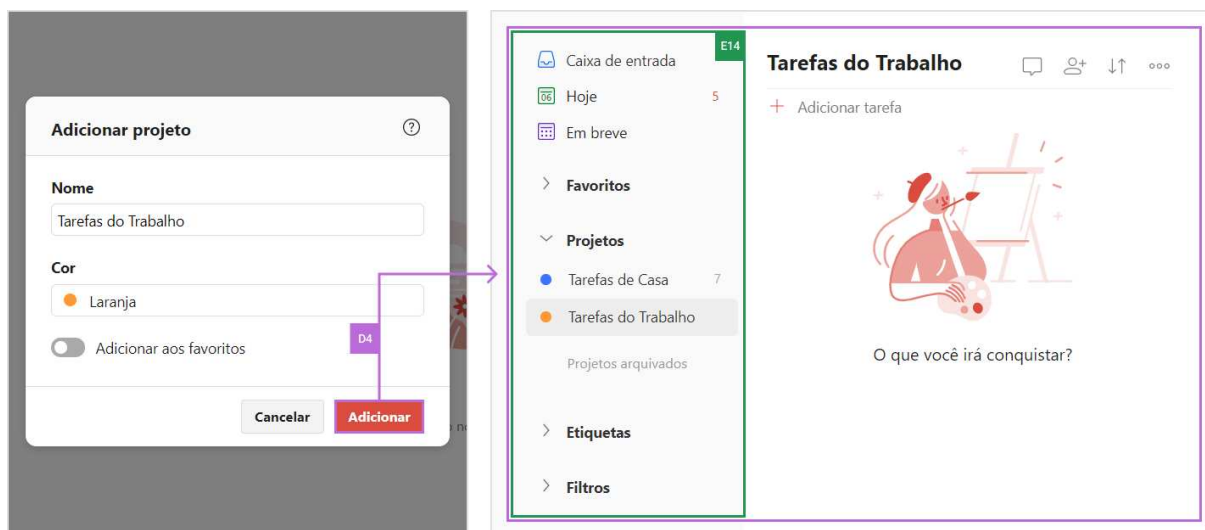 Adicionar projeto
?
Nome
Tarefas do Trabalho
Cor
Laranja
Adicionar aos favoritos
D4
Cancelar
Adicionar
E14
Caixa de entrada
06 Hoje 5
Em breve
Favoritos
Projetos
Tarefas de Casa 7
Tarefas do Trabalho
Projetos arquivados
Etiquetas
Filtros
Tarefas do Trabalho
+ Adicionar tarefa
O que você irá conquistar?